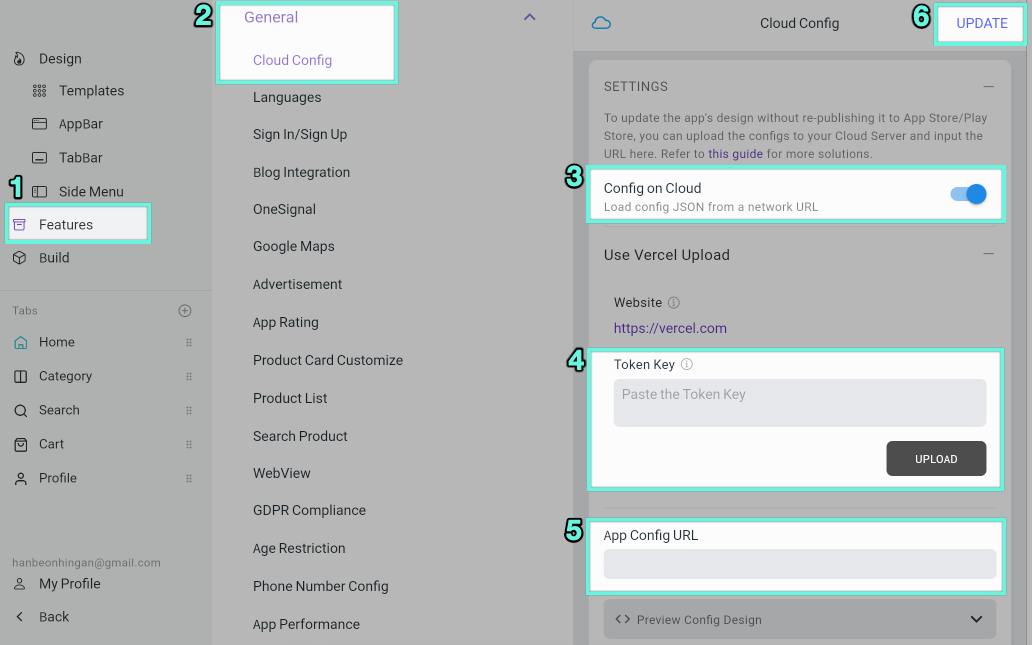 Design
Templates
AppBar
TabBar
1
Side Menu
Features
Build
Tabs
Home
Category
Search
Cart
Profile
hanbeonhingan@gmail.com
My Profile
Back
2
General
Cloud Config
Languages
Sign In/Sign Up
Blog Integration
OneSignal
Google Maps
Advertisement
App Rating
Product Card Customize
Product List
Search Product
WebView
GDPR Compliance
Age Restriction
Phone Number Config
App Performance
Cloud Config
6
UPDATE
SETTINGS
To update the app's design without re-publishing it to App Store/Play
Store, you can upload the configs to your Cloud Server and input the
URL here. Refer to this guide for more solutions.
3
Config on Cloud
Load config JSON from a network URL
Use Vercel Upload
Website
https://vercel.com
4
Token Key
Paste the Token Key
UPLOAD
5
App Config URL
Preview Config Design